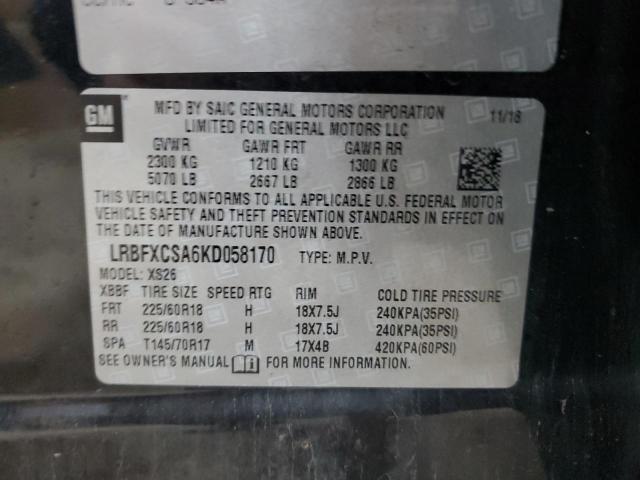 GM
MFD BY SAIC GENERAL MOTORS CORPORATION 11/18
LIMITED FOR GENERAL MOTORS LLC
GVWR GAWR FRT GAWR RR
2300 KG 1210 KG 1300 KG
5070 LB 2667 LB 2866 LB
THIS VEHICLE CONFORMS TO ALL APPLICABLE U.S. FEDERAL MOTOR
VEHICLE SAFETY AND THEFT PREVENTION STANDARDS IN EFFECT ON
THE DATE OF MANUFACTURE SHOWN ABOVE.
LRBFXCSA6KD058170 TYPE: M.P.V.
MODEL: XS26
XBBF TIRE SIZE SPEED RTG RIM COLD TIRE PRESSURE
FRT 225/60R18 H 18X7.5J 240KPA(35PSI)
RR 225/60R18 H 18X7.5J 240KPA(35PSI)
SPA T145/70R17 M 17X4B 420KPA(60PSI)
SEE OWNER'S MANUAL FOR MORE INFORMATION.